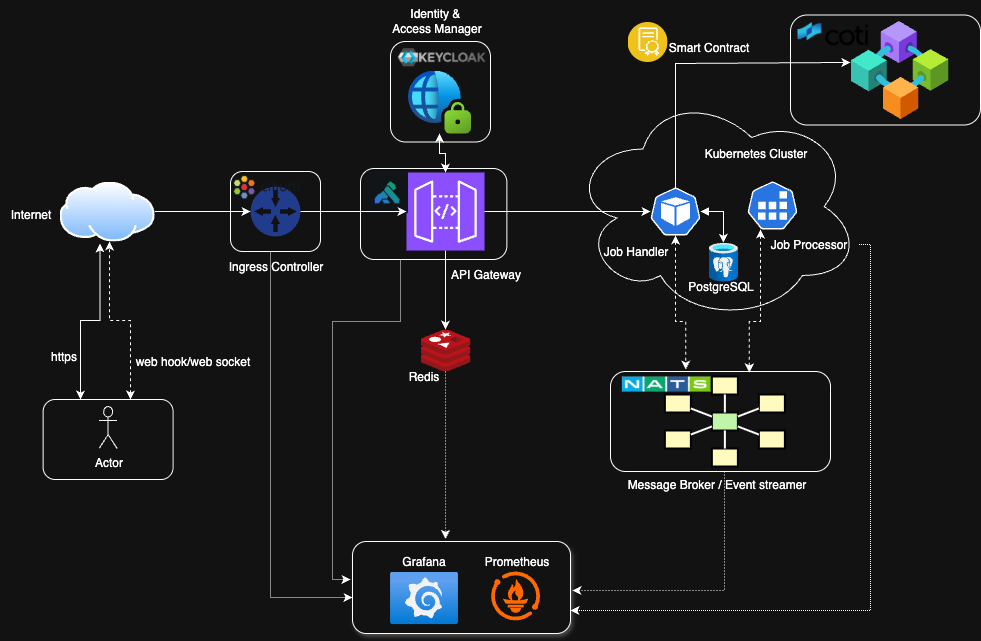 Identity &
Access Manager
KEYCLOAK
Smart Contract
coti
Kubernetes Cluster
Internet
Ingress Controller
API Gateway
Job Handler
Job Processor
PostgreSQL
https
web hook/web socket
Redis
Actor
NATS
Message Broker / Event streamer
Grafana
Prometheus